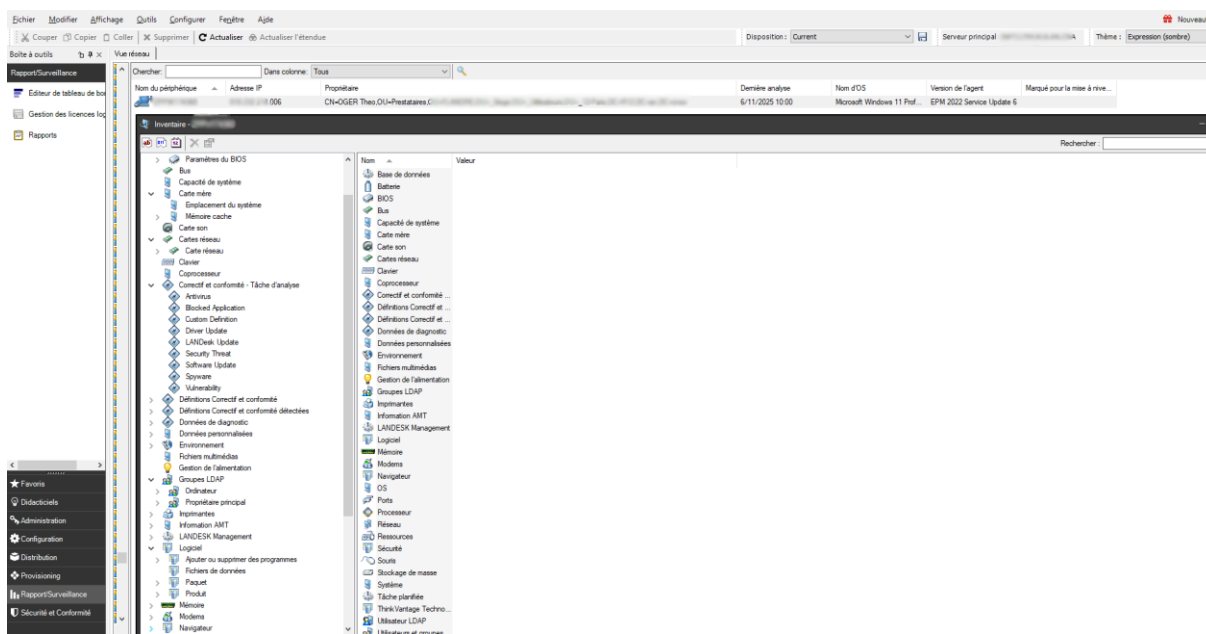 Fichier Modifier Affichage Outils Configurer Fenêtre Aide Nouveau
Couper Copier Coller Supprimer Actualiser Actualiser l'étendue Disposition : Current Serveur principal Thème : Expression (sombre)
Boîte à outils Vue réseau
Rapport/Surveillance
Editeur de tableau de bor
Gestion des licences log
Rapports
Chercher: Dans colonne: Tous
Nom du périphérique Adresse IP Propriétaire Dernière analyse Nom d'OS Version de l'agent Marqué pour la mise à nive...
.006 CN=OGER Theo,OU=Prestataires, 6/11/2025 10:00 Microsoft Windows 11 Prof... EPM 2022 Service Update 6
Inventaire -
Rechercher :
Paramètres du BIOS
Bus
Capacité de système
Carte mère
Emplacement du système
Mémoire cache
Carte son
Cartes réseau
Carte réseau
Clavier
Coprocesseur
Correctif et conformité - Tâche d'analyse
Antivirus
Blocked Application
Custom Definition
Driver Update
LANDesk Update
Security Threat
Software Update
Spyware
Vulnerability
Définitions Correctif et conformité
Définitions Correctif et conformité détectées
Données de diagnostic
Données personnalisées
Environnement
Fichiers multimédias
Gestion de l'alimentation
Groupes LDAP
Ordinateur
Propriétaire principal
Imprimantes
Information AMT
LANDESK Management
Logiciel
Ajouter ou supprimer des programmes
Fichiers de données
Paquet
Produit
Mémoire
Modems
Navigateur
Nom Valeur
Base de données
Batterie
BIOS
Bus
Capacité de système
Carte mère
Carte son
Cartes réseau
Clavier
Coprocesseur
Correctif et conformité ...
Définitions Correctif et ...
Définitions Correctif et ...
Données de diagnostic
Données personnalisées
Environnement
Fichiers multimédias
Gestion de l'alimentation
Groupes LDAP
Imprimantes
Information AMT
LANDESK Management
Logiciel
Mémoire
Modems
Navigateur
OS
Ports
Processeur
Réseau
Ressources
Sécurité
Souris
Stockage de masse
Système
Tâche planifiée
ThinkVantage Techno...
Utilisateur LDAP
Utilisateurs et groupes
Favoris
Didacticiels
Administration
Configuration
Distribution
Provisioning
Rapport/Surveillance
Sécurité et Conformité